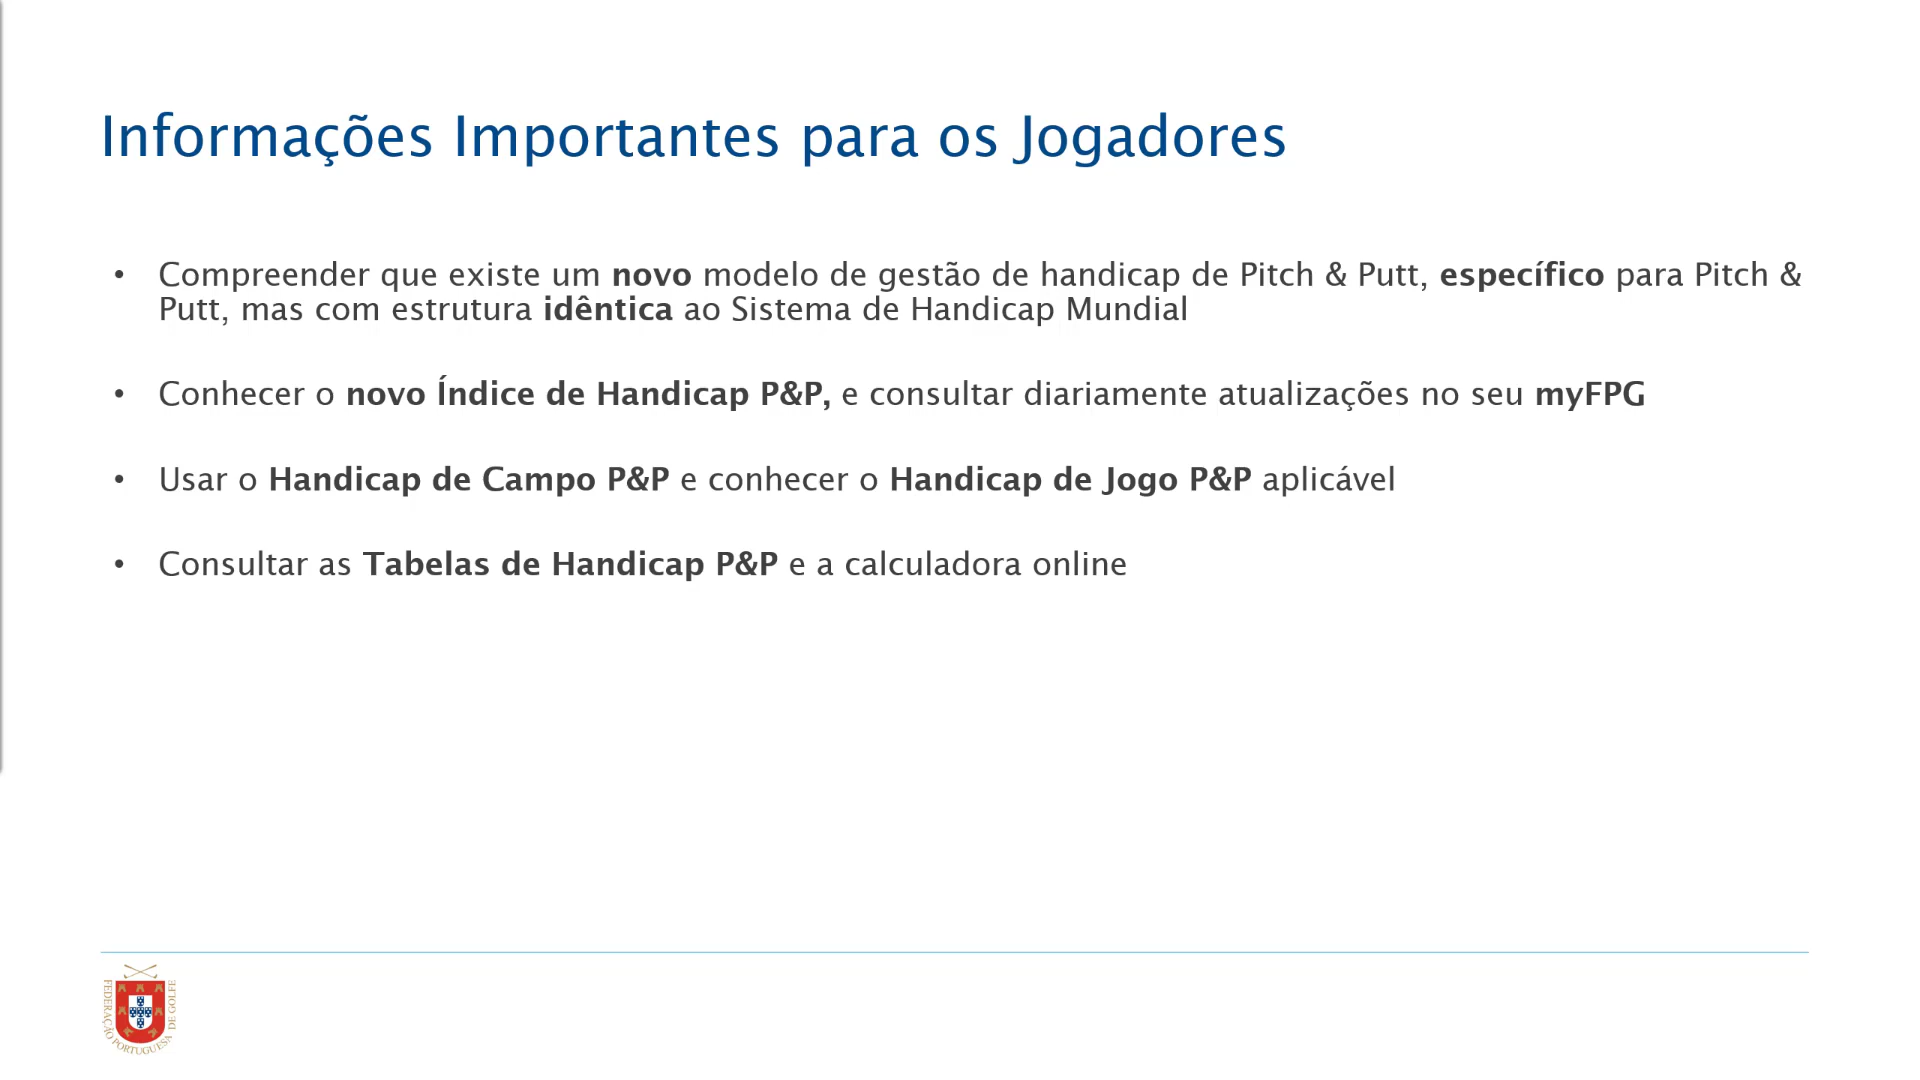 Informações Importantes para os Jogadores
• Compreender que existe um novo modelo de gestão de handicap de Pitch & Putt, específico para Pitch &
Putt, mas com estrutura idêntica ao Sistema de Handicap Mundial
• Conhecer o novo Índice de Handicap P&P, e consultar diariamente atualizações no seu myFPG
• Usar o Handicap de Campo P&P e conhecer o Handicap de Jogo P&P aplicável
• Consultar as Tabelas de Handicap P&P e a calculadora online
FEDERAÇÃO PORTUGUESA DE GOLFE